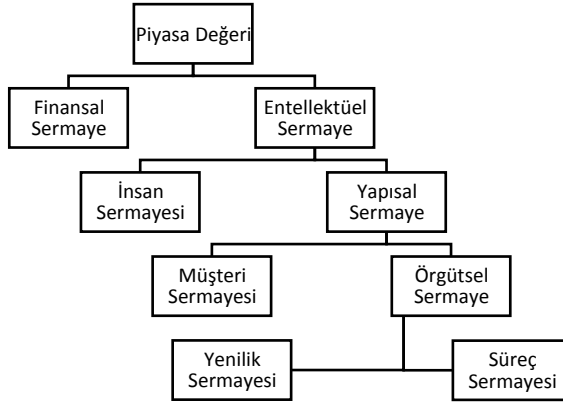 Piyasa Değeri
Finansal
Sermaye
Entellektüel
Sermaye
İnsan
Sermayesi
Yapısal
Sermaye
Müşteri
Sermayesi
Örgütsel
Sermaye
Yenilik
Sermayesi
Süreç
Sermayesi